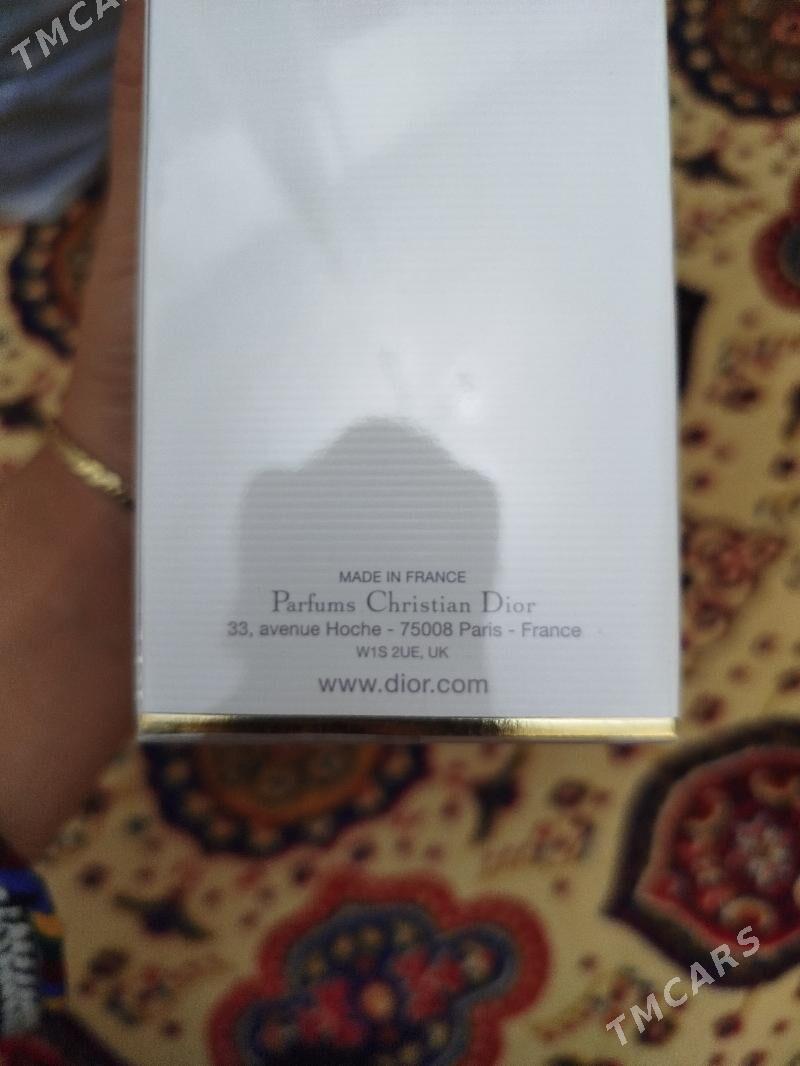 TMCARS
MADE IN FRANCE
Parfums Christian Dior
33, avenue Hoche - 75008 Paris - France
W1S 2UE, UK
www.dior.com
TMCARS